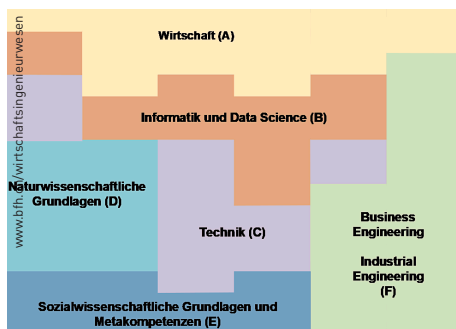 Wirtschaft (A)
Informatik und Data Science (B)
Naturwissenschaftliche
Grundlagen (D)
Technik (C)
Business
Engineering
Industrial
Engineering
(F)
Sozialwissenschaftliche Grundlagen und
Metakompetenzen (E)
www.bfh.ch/wirtschaftsingenieurwesen